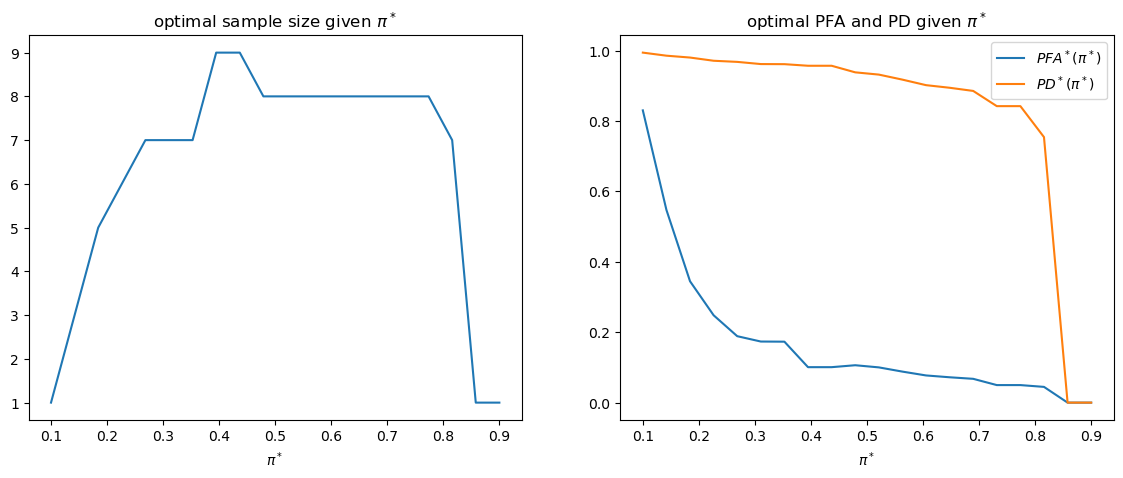 optimal sample size given π*
9
8
7
6
5
4
3
2
1
0.1 0.2 0.3 0.4 0.5 0.6 0.7 0.8 0.9
π*
optimal PFA and PD given π*
PFA*(π*)
PD*(π*)
1.0
0.8
0.6
0.4
0.2
0.0
0.1 0.2 0.3 0.4 0.5 0.6 0.7 0.8 0.9
π*